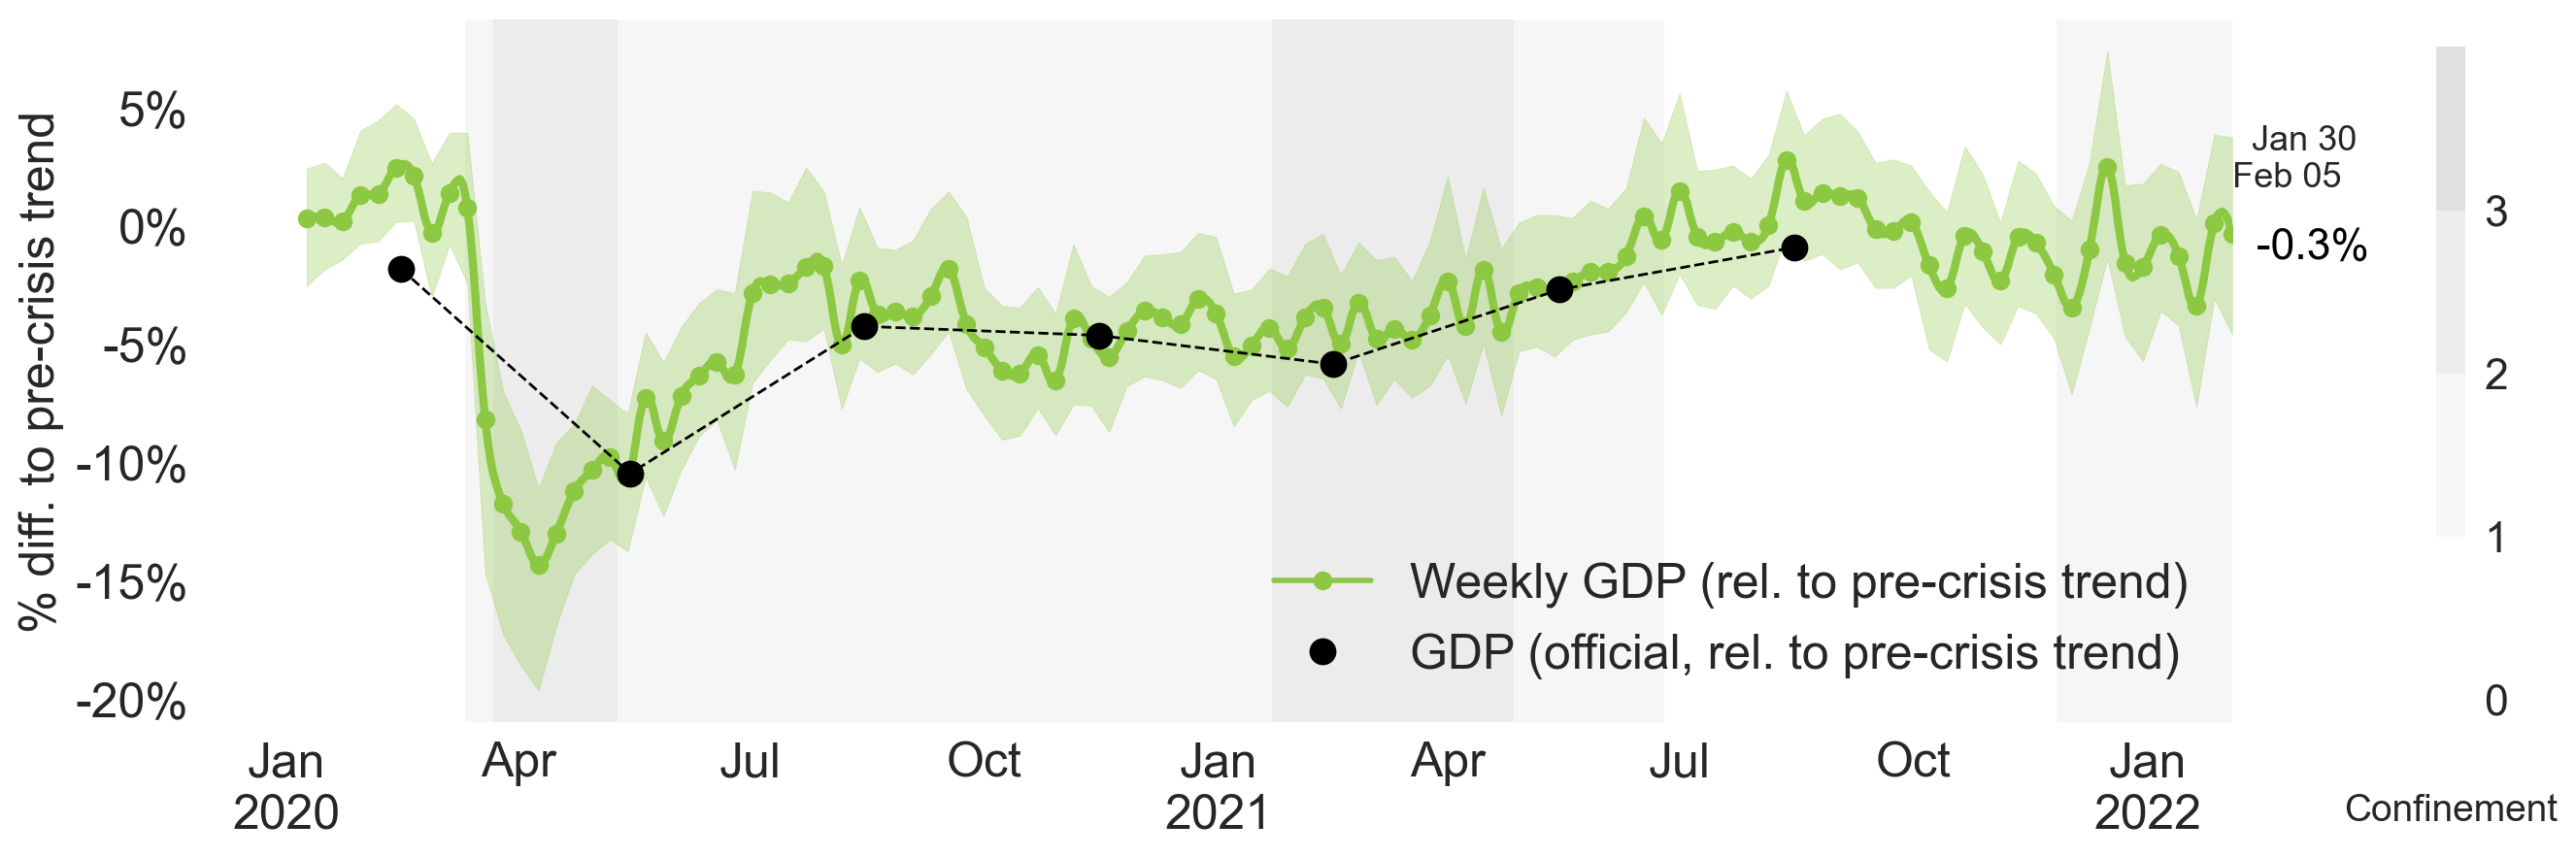 % diff. to pre-crisis trend
5%
0%
-5%
-10%
-15%
-20%
Jan 30
Feb 05
-0.3%
Weekly GDP (rel. to pre-crisis trend)
GDP (official, rel. to pre-crisis trend)
3
2
1
0
Jan Apr Jul Oct Jan Apr Jul Oct Jan
2020 2021 2022
Confinement